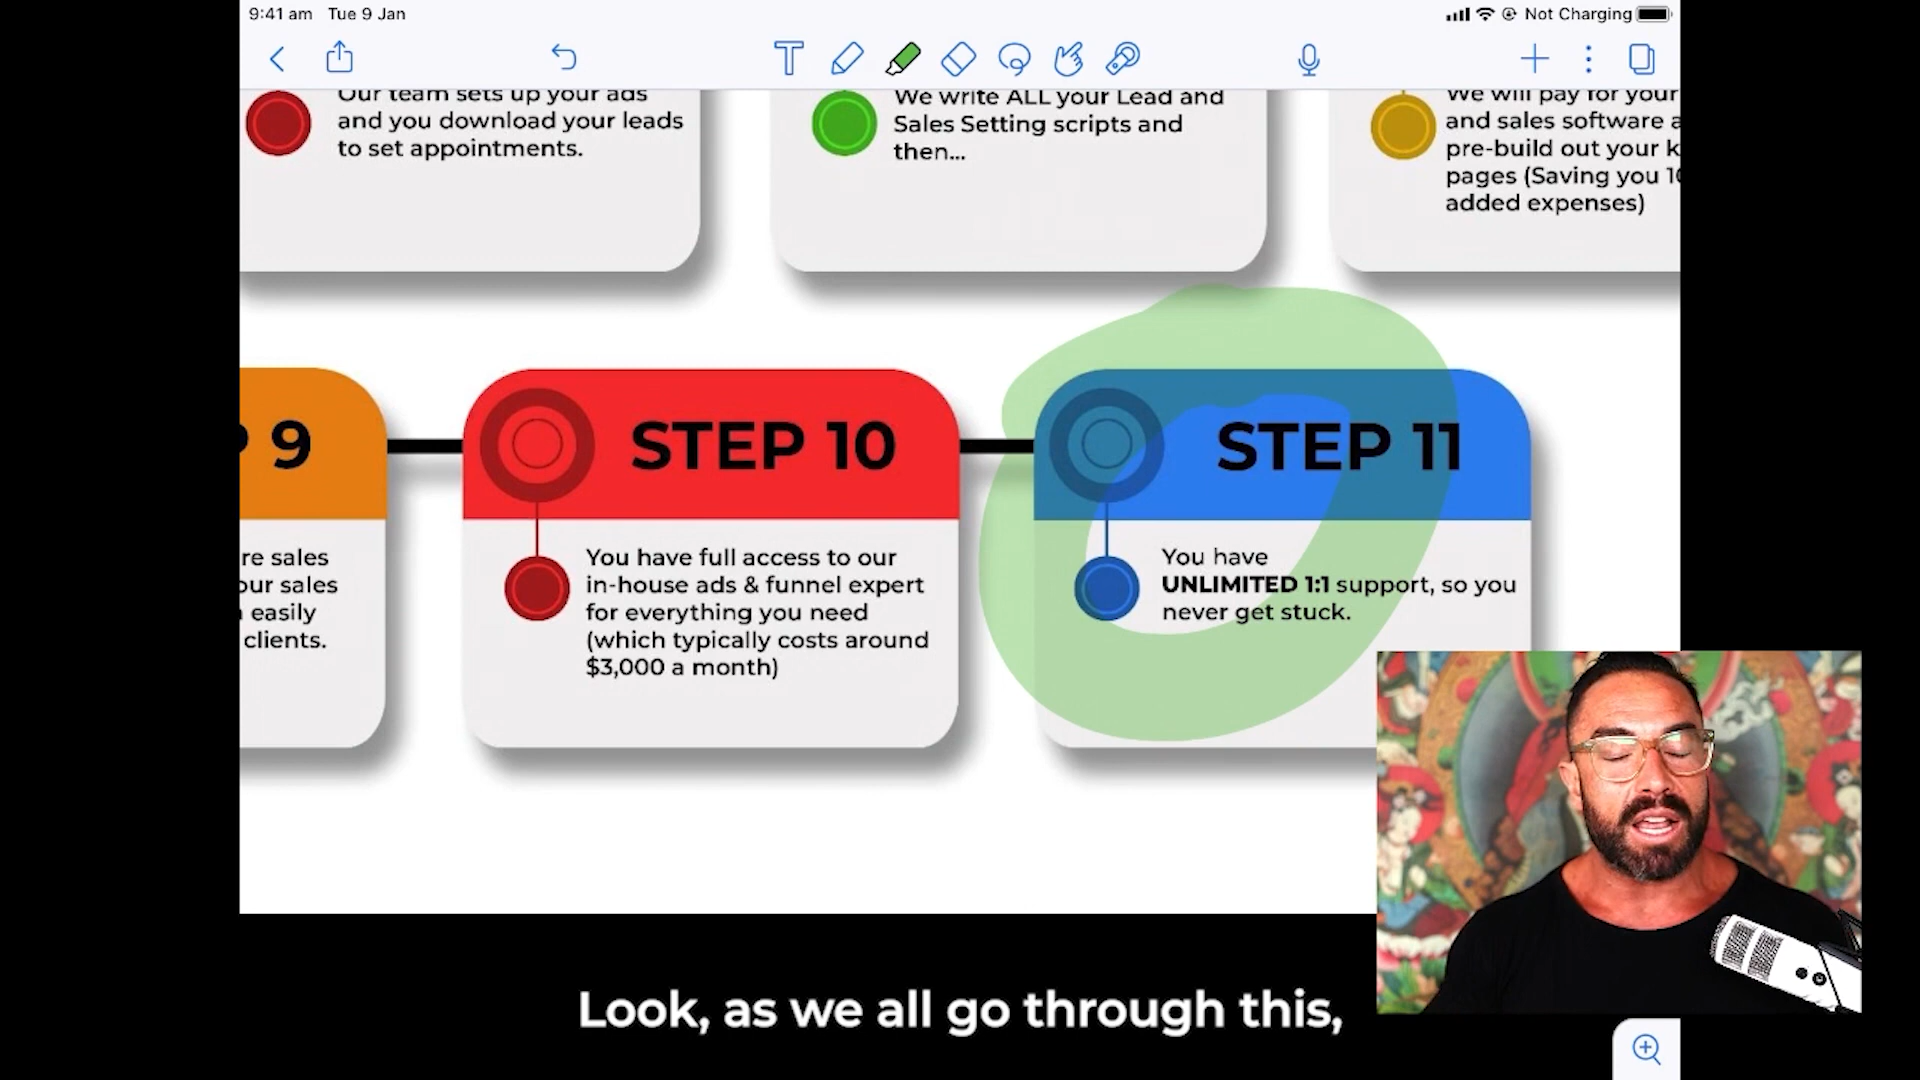 9:41 am Tue 9 Jan
Not Charging
Our team sets up your ads
and you download your leads
to set appointments.
We write ALL your Lead and
Sales Setting scripts and
then...
We will pay for your
and sales software
pre-build out your
pages (Saving you
added expenses)
9
re sales
our sales
easily
clients.
STEP 10
You have full access to our
in-house ads & funnel expert
for everything you need
(which typically costs around
$3,000 a month)
STEP 11
You have
UNLIMITED 1:1 support, so you
never get stuck.
Look, as we all go through this,